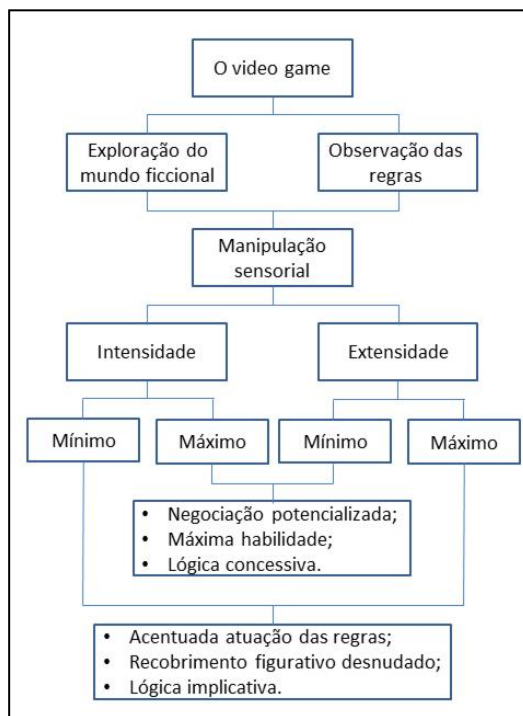 O video game
Exploração do
mundo ficcional
Observação das
regras
Manipulação
sensorial
Intensidade
Extensidade
Mínimo
Máximo
Mínimo
Máximo
• Negociação potencializada;
• Máxima habilidade;
• Lógica concessiva.
• Acentuada atuação das regras;
• Recobrimento figurativo desnudado;
• Lógica implicativa.